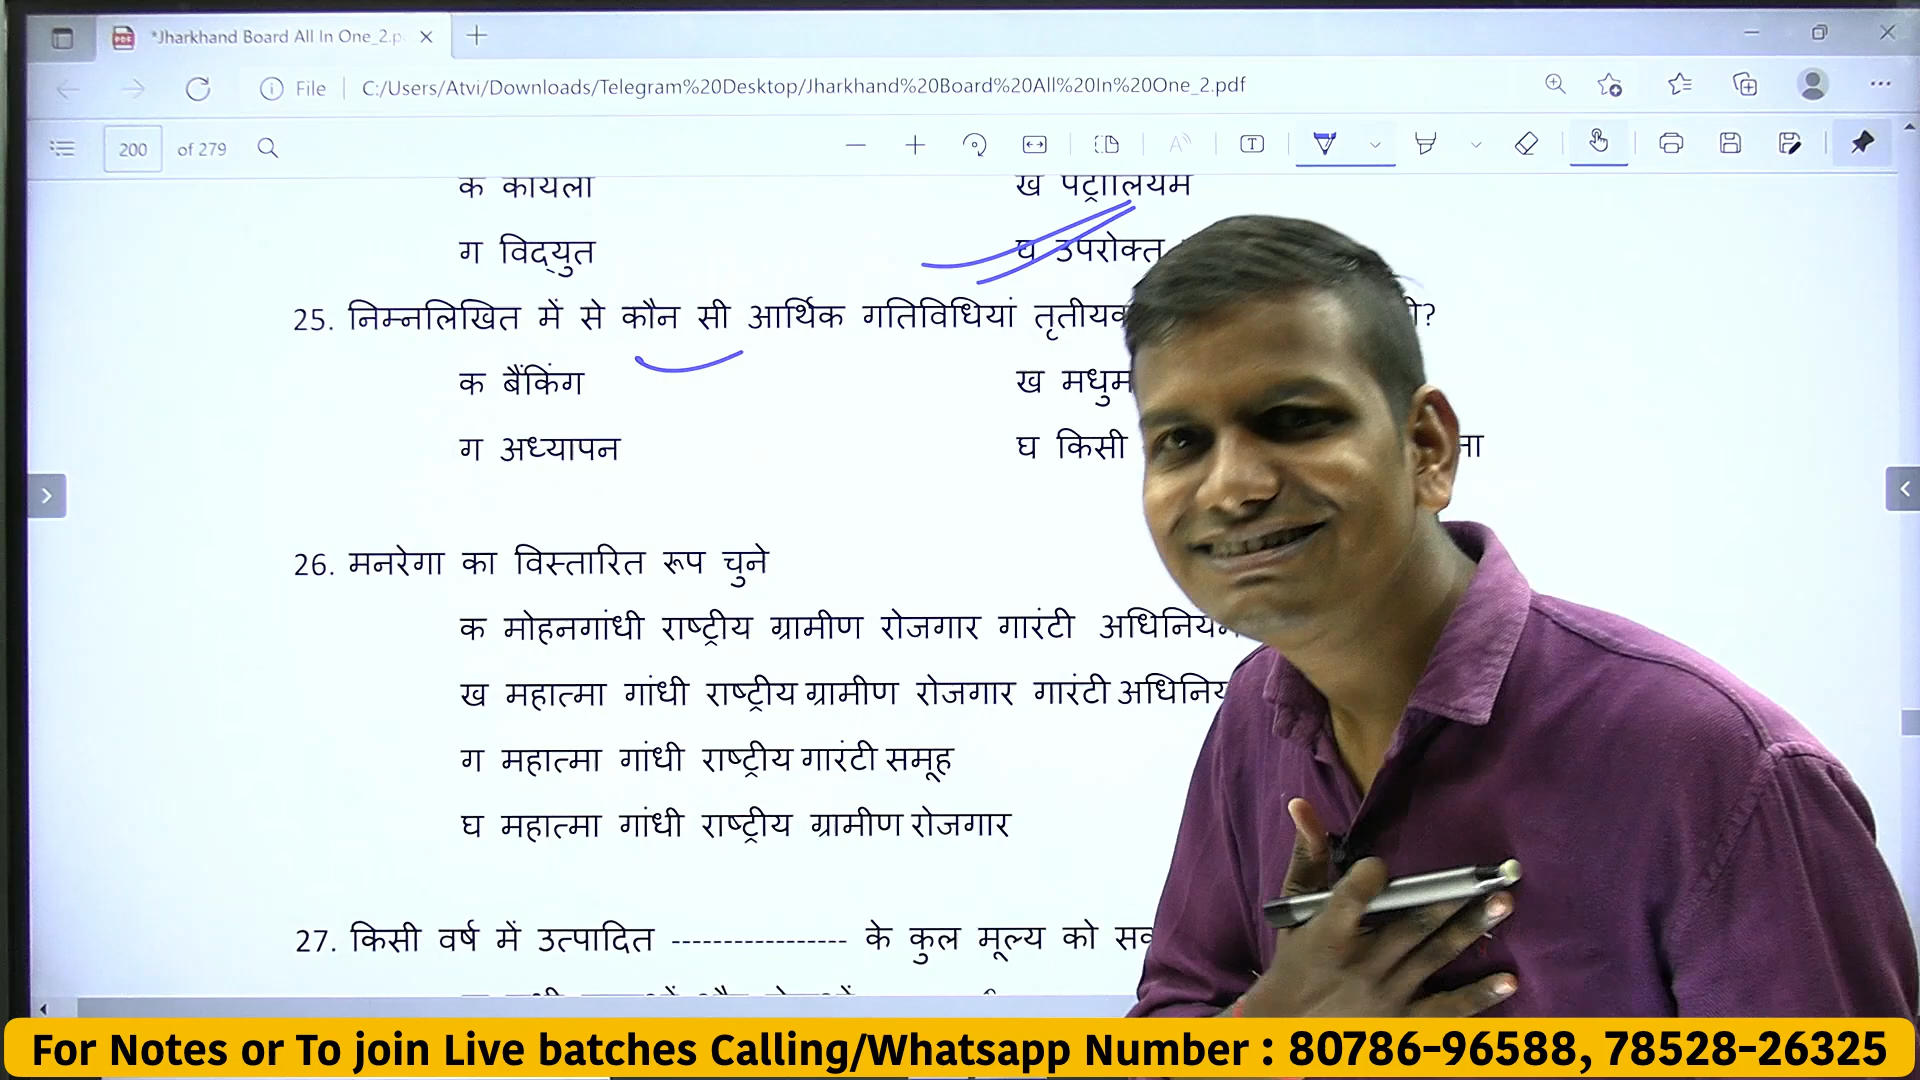 *Jharkhand Board All In One_2.p
File C:/Users/Atvi/Downloads/Telegram%20Desktop/Jharkhand%20Board%20All%20In%20One_2.pdf
200 of 279
क कोयला ख पेट्रोलियम
ग विद्युत घ उपरोक्त
25. निम्नलिखित में से कौन सी आर्थिक गतिविधियां
क बैंकिंग ख
ग अध्यापन घ किसी
26. मनरेगा का विस्तारित रूप चुने
क मोहनगांधी राष्ट्रीय ग्रामीण रोजगार गारंटी अधिनियम
ख महात्मा गांधी राष्ट्रीय ग्रामीण रोजगार गारंटी
ग महात्मा गांधी राष्ट्रीय गारंटी समूह
घ महात्मा गांधी राष्ट्रीय ग्रामीण रोजगार
27. किसी वर्ष में उत्पादित ----------------- के कुल मूल्य को
For Notes or To join Live batches Calling/Whatsapp Number : 80786-96588, 78528-26325